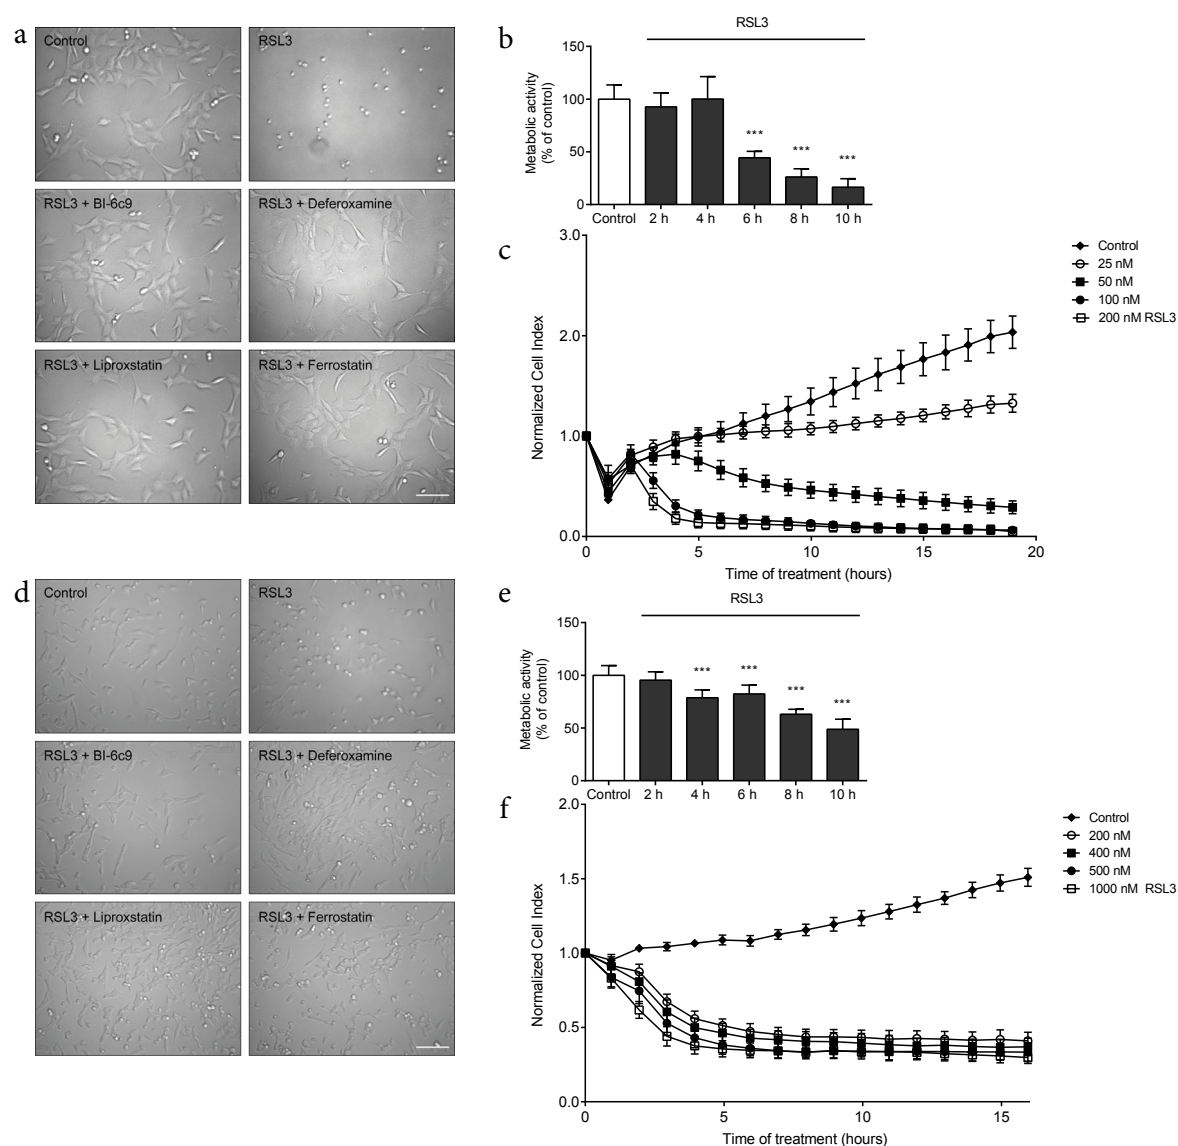 a
Control
RSL3
RSL3 + BI-6c9
RSL3 + Deferoxamine
RSL3 + Liproxstatin
RSL3 + Ferrostatin
b
RSL3
Metabolic activity
(% of control)
150
100
50
0
Control 2 h 4 h 6 h 8 h 10 h
***
***
***
c
Normalized Cell Index
3.0
2.0
1.0
0.0
0 5 10 15 20
Time of treatment (hours)
Control
25 nM
50 nM
100 nM
200 nM RSL3
d
Control
RSL3
RSL3 + BI-6c9
RSL3 + Deferoxamine
RSL3 + Liproxstatin
RSL3 + Ferrostatin
e
RSL3
Metabolic activity
(% of control)
150
100
50
0
Control 2 h 4 h 6 h 8 h 10 h
***
***
***
***
f
Normalized Cell Index
2.0
1.5
1.0
0.5
0.0
0 5 10 15
Time of treatment (hours)
Control
200 nM
400 nM
500 nM
1000 nM RSL3